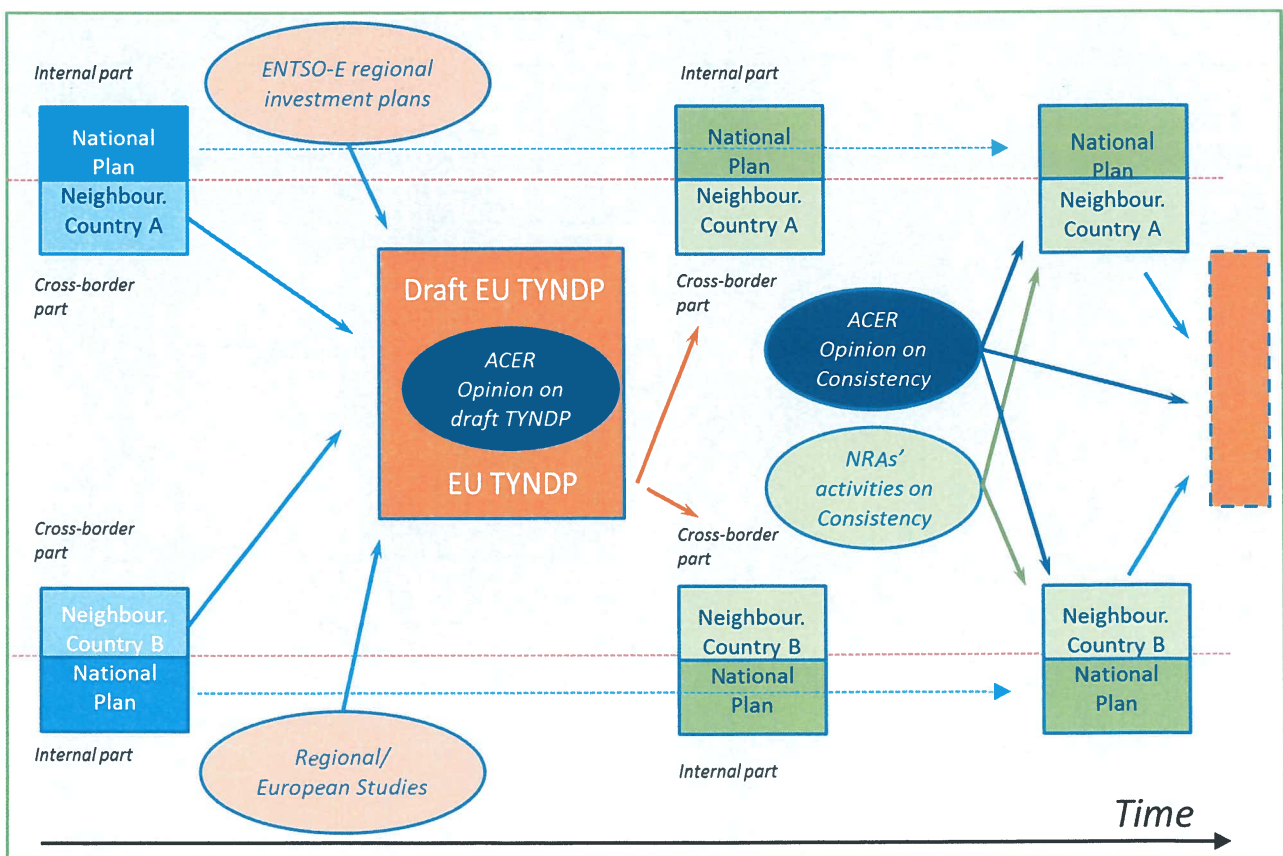 Internal part
ENTSO-E regional
investment plans
National
Plan
Neighbour.
Country A
Cross-border
part
Draft EU TYNDP
ACER
Opinion on
draft TYNDP
EU TYNDP
Cross-border
part
Neighbour.
Country B
National
Plan
Internal part
Regional/
European Studies
Internal part
National
Plan
Neighbour.
Country A
Cross-border
part
ACER
Opinion on
Consistency
NRAs'
activities on
Consistency
Cross-border
part
Neighbour.
Country B
National
Plan
Internal part
National
Plan
Neighbour.
Country A
Neighbour.
Country B
National
Plan
Time